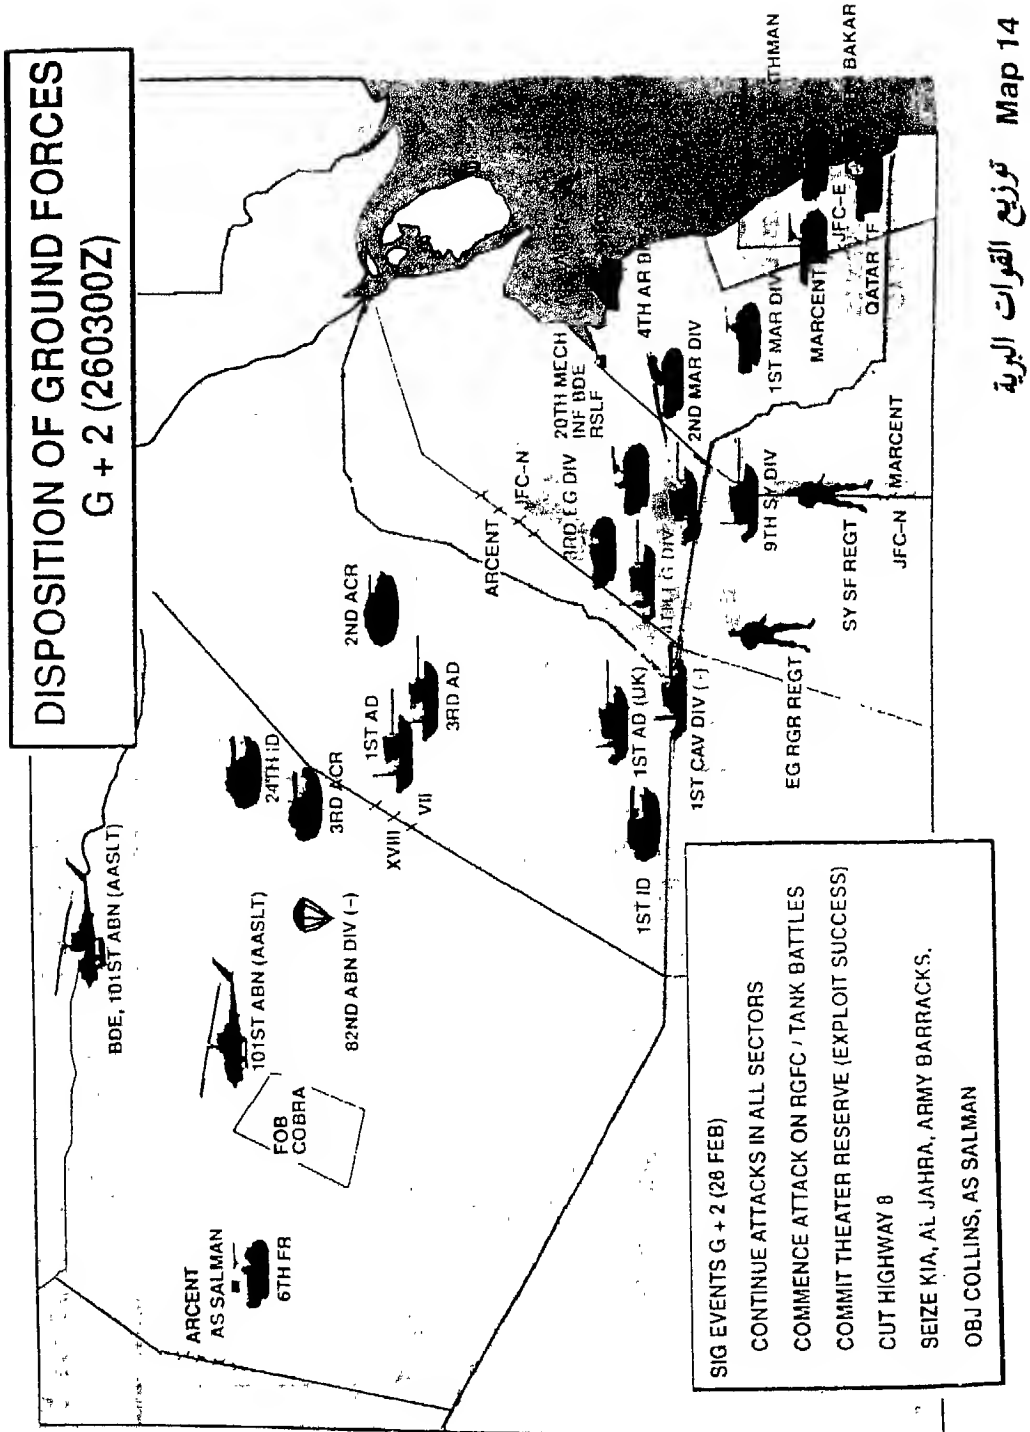 DISPOSITION OF GROUND FORCES
G + 2 (260300Z)
BDE, 101ST ABN (AASLT)
ARCENT
AS SALMAN
6TH FR
FOB
COBRA
101ST ABN (AASLT)
82ND ABN DIV (-)
24TH ID
3RD ACR
XVIII
VII
1ST AD
3RD AD
2ND ACR
ARCENT
JFC-N
3RD EG DIV
20TH MECH
INF BDE
RSLF
4TH AR
2ND MAR DIV
1ST MAR DIV
MARCENT
JFC-E
QATAR TF
BAKAR
1ST ID
1ST AD (UK)
1ST CAV DIV (-)
EG RGR REGT
SY SF REGT
9TH SY DIV
JFC-N
MARCENT
SIG EVENTS G + 2 (26 FEB)
CONTINUE ATTACKS IN ALL SECTORS
COMMENCE ATTACK ON RGFC / TANK BATTLES
COMMIT THEATER RESERVE (EXPLOIT SUCCESS)
CUT HIGHWAY 8
SEIZE KIA, AL JAHRA, ARMY BARRACKS,
OBJ COLLINS, AS SALMAN
Map 14 توزيع القوات البرية